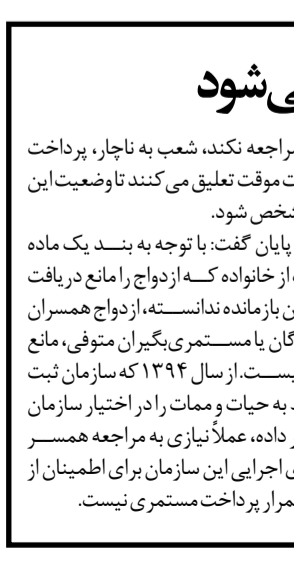 ی‌شود
راجعه نکند، شعب به ناچار، پرداخت
ت موقت تعلیق می‌کنند تا وضعیت این
شخص شود.
پایان گفت: با توجه به بند یک ماده
از خانواده که ازدواج را مانع دریافت
ن بازمانده ندانسته، ازدواج همسران
گان یا مستمری‌بگیران متوفی، مانع
یست. از سال ۱۳۹۴ که سازمان ثبت
د به حیات و ممات را در اختیار سازمان
داده، عملاً نیازی به مراجعه همسر
ی اجرایی این سازمان برای اطمینان از
مرار پرداخت مستمری نیست.